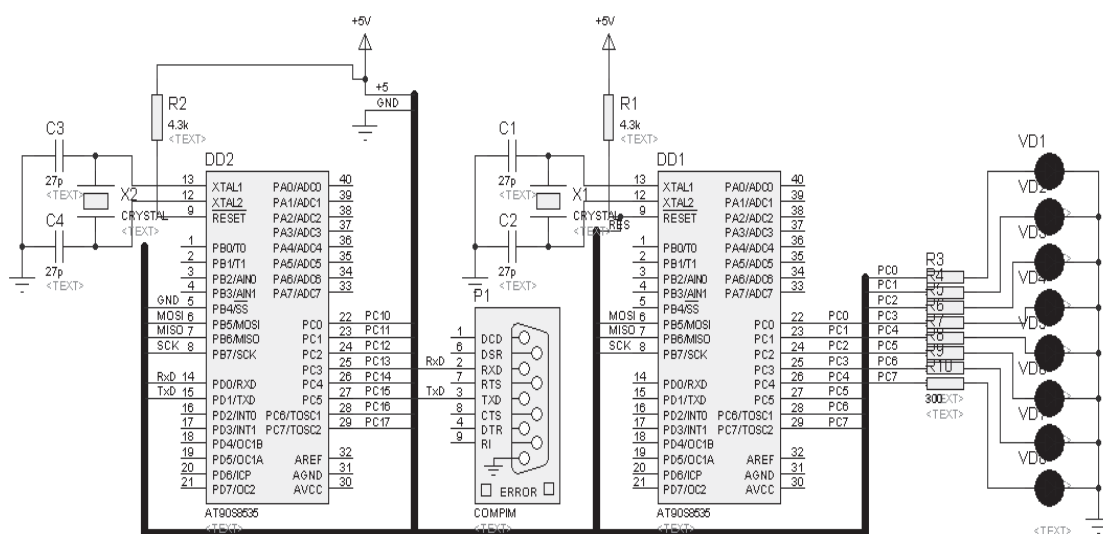 +5V
+5V
+5
GND
R2
4.3k
<TEXT>
R1
4.3k
<TEXT>
C3
27p
<TEXT>
C4
27p
<TEXT>
X2
CRYSTAL
<TEXT>
DD2
13 XTAL1
12 XTAL2
9 RESET
1 PB0/T0
2 PB1/T1
3 PB2/AIN0
4 PB3/AIN1
GND 5 PB4/SS
MOSI 6 PB5/MOSI
MISO 7 PB6/MISO
SCK 8 PB7/SCK
RxD 14 PD0/RXD
TxD 15 PD1/TXD
16 PD2/INT0
17 PD3/INT1
18 PD4/OC1B
19 PD5/OC1A
20 PD6/ICP
21 PD7/OC2
PA0/ADC0 40
PA1/ADC1 39
PA2/ADC2 38
PA3/ADC3 37
PA4/ADC4 36
PA5/ADC5 35
PA6/ADC6 34
PA7/ADC7 33
PC0 22 PC10
PC1 23 PC11
PC2 24 PC12
PC3 25 PC13
PC4 26 PC14
PC5 27 PC15
PC6/TOSC1 28 PC16
PC7/TOSC2 29 PC17
AREF 32
AGND 31
AVCC 30
AT90S8535
<TEXT>
C1
27p
<TEXT>
C2
27p
<TEXT>
X1
CRYSTAL
<TEXT>
RES
P1
1 DCD
6 DSR
RxD 2 RXD
7 RTS
TxD 3 TXD
8 CTS
4 DTR
9 RI
ERROR
COMPIM
<TEXT>
DD1
13 XTAL1
12 XTAL2
9 RESET
1 PB0/T0
2 PB1/T1
3 PB2/AIN0
4 PB3/AIN1
5 PB4/SS
MOSI 6 PB5/MOSI
MISO 7 PB6/MISO
SCK 8 PB7/SCK
14 PD0/RXD
15 PD1/TXD
16 PD2/INT0
17 PD3/INT1
18 PD4/OC1B
19 PD5/OC1A
20 PD6/ICP
21 PD7/OC2
PA0/ADC0 40
PA1/ADC1 39
PA2/ADC2 38
PA3/ADC3 37
PA4/ADC4 36
PA5/ADC5 35
PA6/ADC6 34
PA7/ADC7 33
PC0 22 PC0
PC1 23 PC1
PC2 24 PC2
PC3 25 PC3
PC4 26 PC4
PC5 27 PC5
PC6/TOSC1 28 PC6
PC7/TOSC2 29 PC7
AREF 32
AGND 31
AVCC 30
AT90S8535
<TEXT>
PC0 R3
PC1 R4
PC2 R5
PC3 R6
PC4 R7
PC5 R8
PC6 R9
PC7 R10
300
<TEXT>
VD1
VD2
VD3
VD4
VD5
<TEXT>